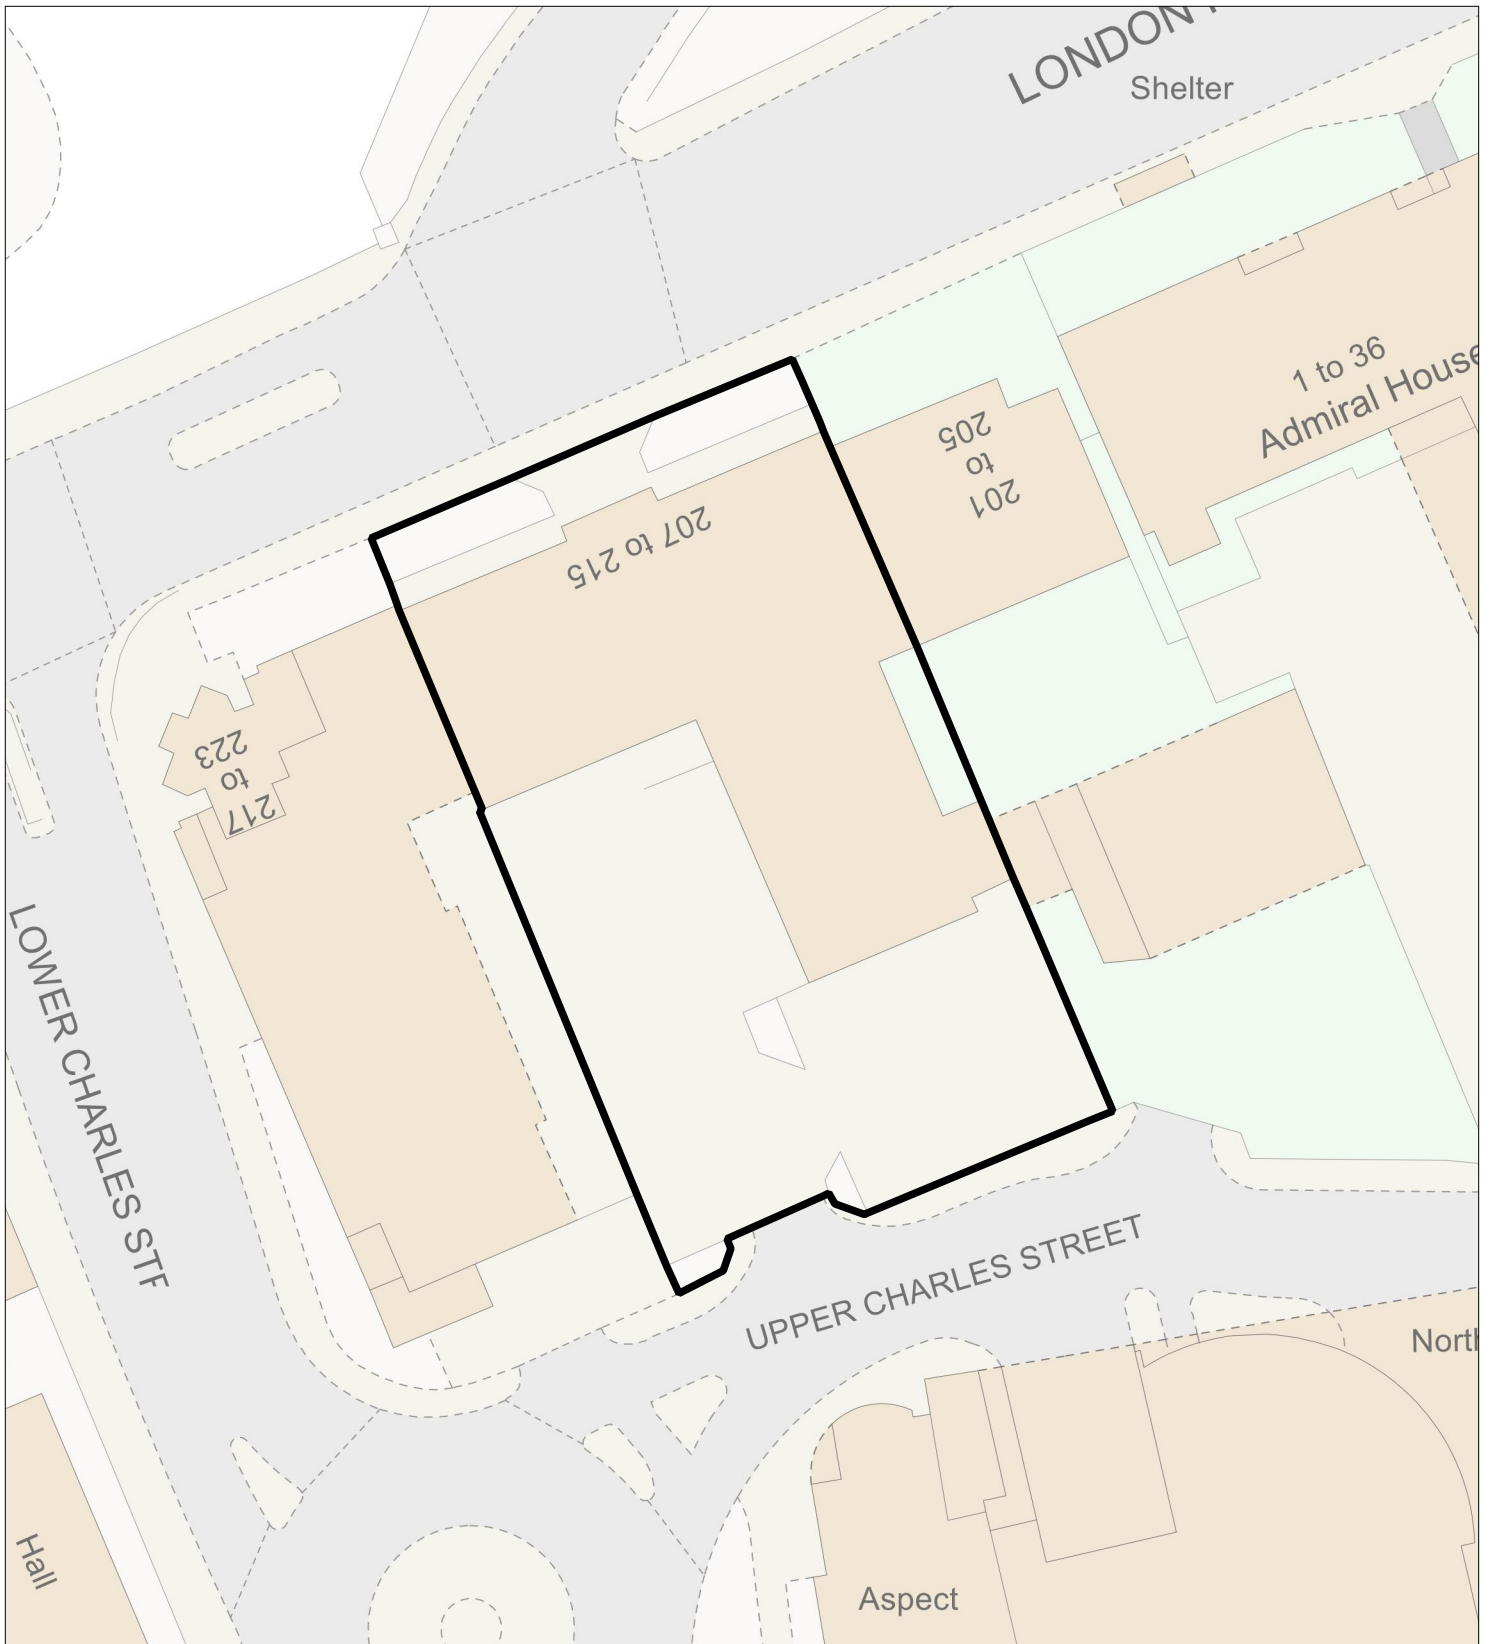 LONDON
Shelter
1 to 36
Admiral House
205
to
201
207 to 215
223
to
217
LOWER CHARLES STF
UPPER CHARLES STREET
North
Hall
Aspect